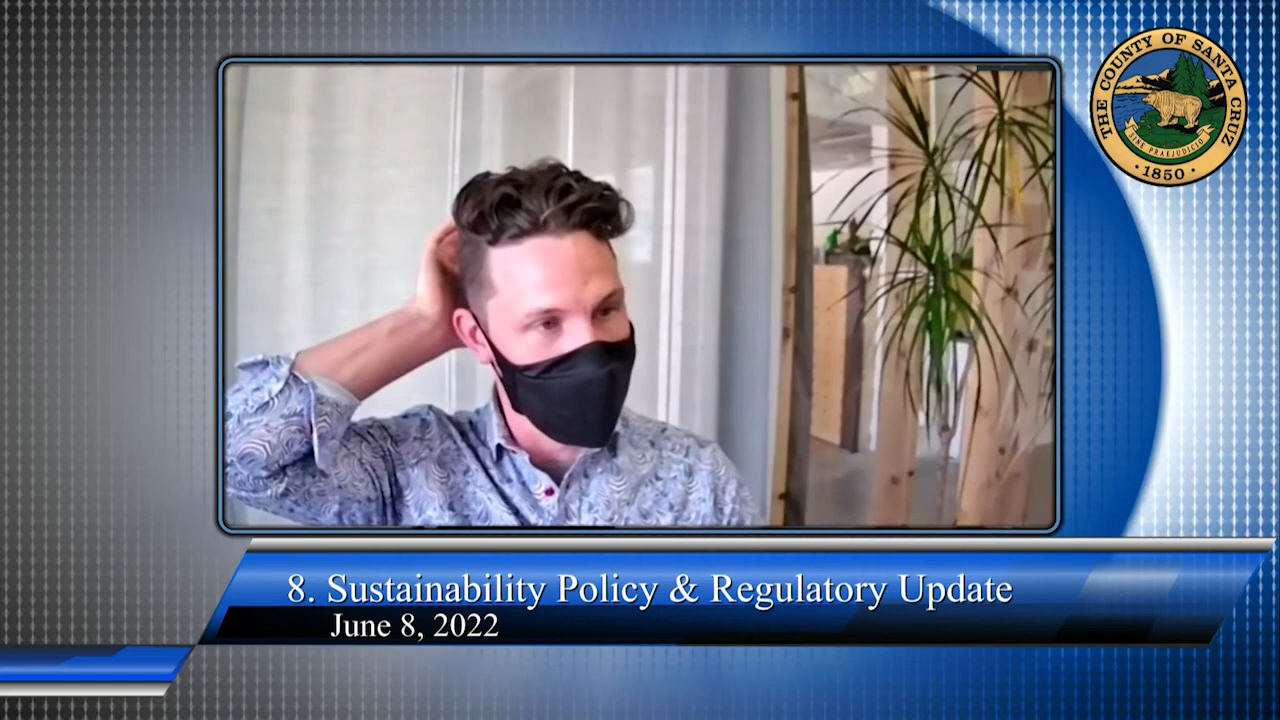 THE COUNTY OF SANTA CRUZ
SINE PRAEJUDICIO
• 1850 •
8. Sustainability Policy & Regulatory Update
June 8, 2022